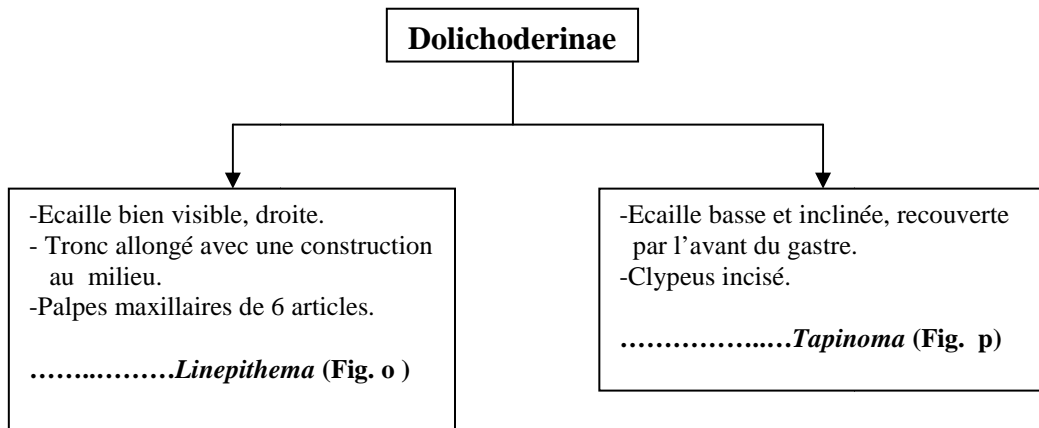 Dolichoderinae
-Ecaille bien visible, droite.
- Tronc allongé avec une construction
au milieu.
-Palpes maxillaires de 6 articles.
……..………Linepithema (Fig. o )
-Ecaille basse et inclinée, recouverte
par l’avant du gastre.
-Clypeus incisé.
……………..…Tapinoma (Fig. p)